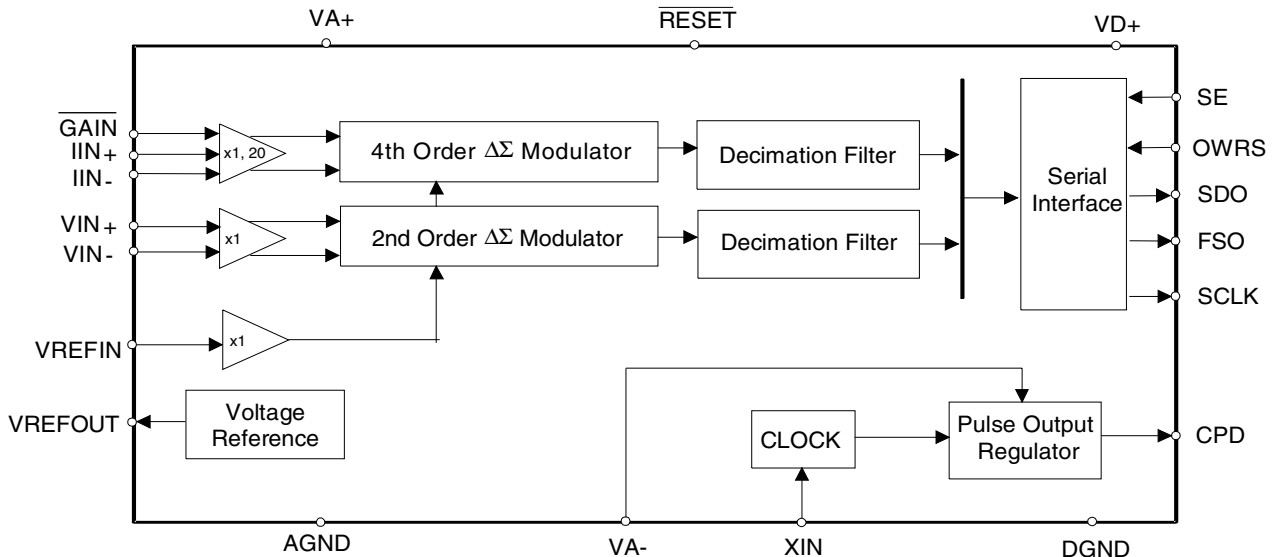 VA+
RESET
VD+
GAIN
IIN+
IIN-
x1, 20
4th Order ΔΣ Modulator
Decimation Filter
VIN+
VIN-
x1
2nd Order ΔΣ Modulator
Decimation Filter
Serial
Interface
SE
OWRS
SDO
FSO
SCLK
VREFIN
x1
VREFOUT
Voltage
Reference
CLOCK
Pulse Output
Regulator
CPD
AGND
VA-
XIN
DGND